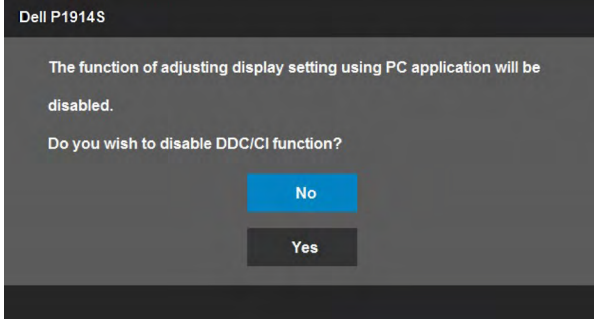 Dell P1914S
The function of adjusting display setting using PC application will be
disabled.
Do you wish to disable DDC/CI function?
No
Yes